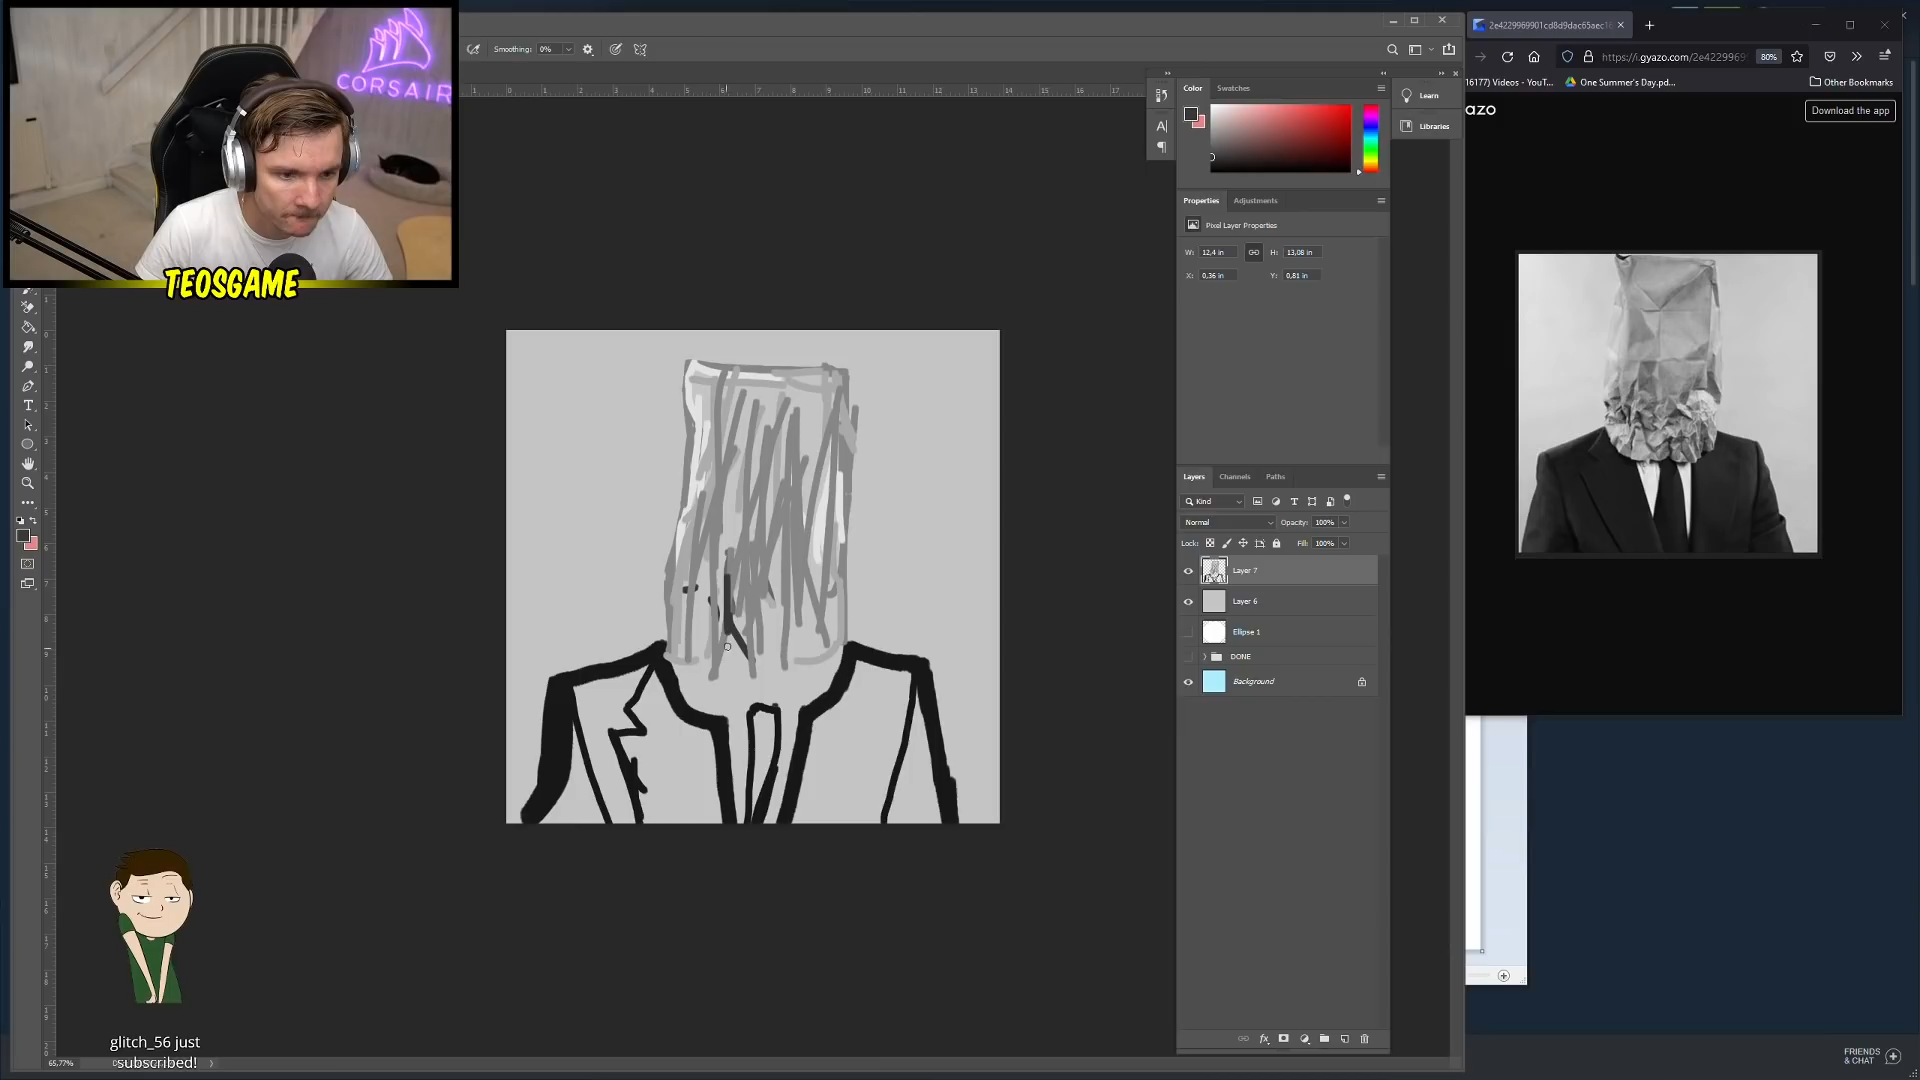 CORSAIR
TEOSGAME
Smoothing: 0%
Color
Swatches
Learn
Libraries
Properties
Adjustments
Pixel Layer Properties
W: 12,4 in
H: 13,08 in
X: 0,36 in
Y: 0,81 in
Layers
Channels
Paths
Kind
Normal
Opacity: 100%
Lock:
Fill: 100%
Layer 7
Layer 6
Ellipse 1
DONE
Background
65,77%
glitch_56 just
subscribed!
https://i.gyazo.com/2e4229969
80%
16177) Videos - YouT...
One Summer's Day.pd...
Other Bookmarks
azo
Download the app
FRIENDS
& CHAT